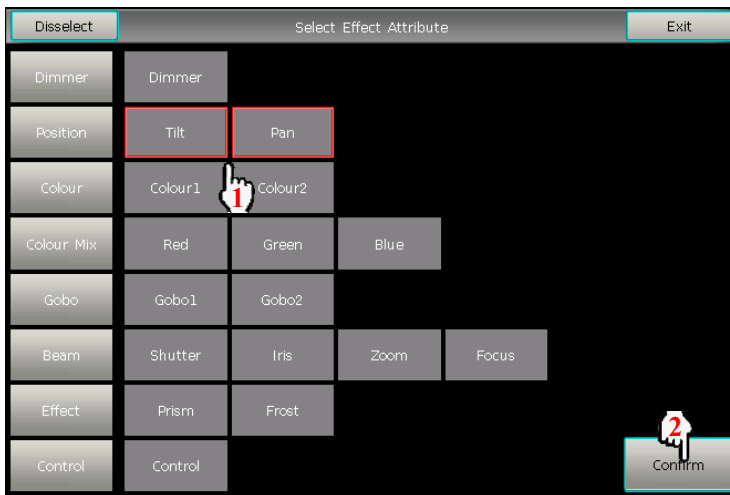 Disselect Select Effect Attribute Exit
Dimmer Dimmer
Position Tilt Pan
Colour Colour1 Colour2
1
Colour Mix Red Green Blue
Gobo Gobo1 Gobo2
Beam Shutter Iris Zoom Focus
Effect Prism Frost
2
Control Control Confirm